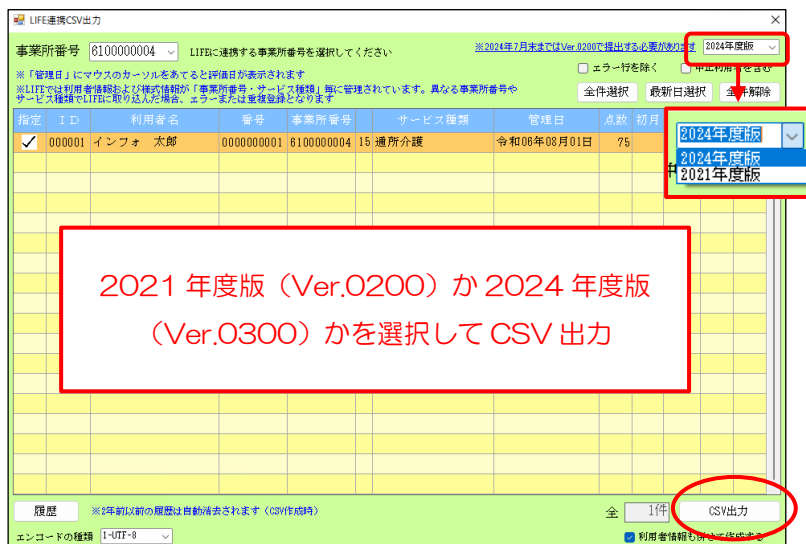 LIFE連携CSV出力
事業所番号 6100000004 LIFEに連携する事業所番号を選択してください ※2024年7月末まではVer.0200で提出する必要があります 2024年度版
※「管理日」にマウスのカーソルをあてると評価日が表示されます エラー行を除く 中止利用者を含む
※LIFEでは利用者情報および様式情報が「事業所番号・サービス種類」毎に管理されています。異なる事業所番号や
サービス種類でLIFEに取り込んだ場合、エラーまたは重複登録となります
全件選択 最新日選択 全件解除
指定 ID 利用者名 番号 事業所番号 サービス種類 管理日 点数 初月
000001 インフォ 太郎 0000000001 6100000004 15 通所介護 令和06年08月01日 75
2024年度版
2024年度版
2021年度版
2021年度版（Ver.0200）か2024年度版
（Ver.0300）かを選択してCSV出力
履歴 ※2年前以前の履歴は自動消去されます（CSV作成時） 全 1件 CSV出力
エンコードの種類 1-UTF-8 利用者情報も併せて作成する